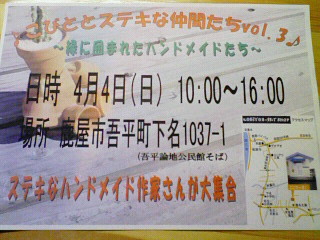 こびととステキな仲間たちvol.3♪
～緑に囲まれたハンドメイドたち～
日時 4月4日(日) 10:00～16:00
場所 鹿屋市吾平町下名1037-1
(吾平論地公民館そば)
ステキなハンドメイド作家さんが大集合